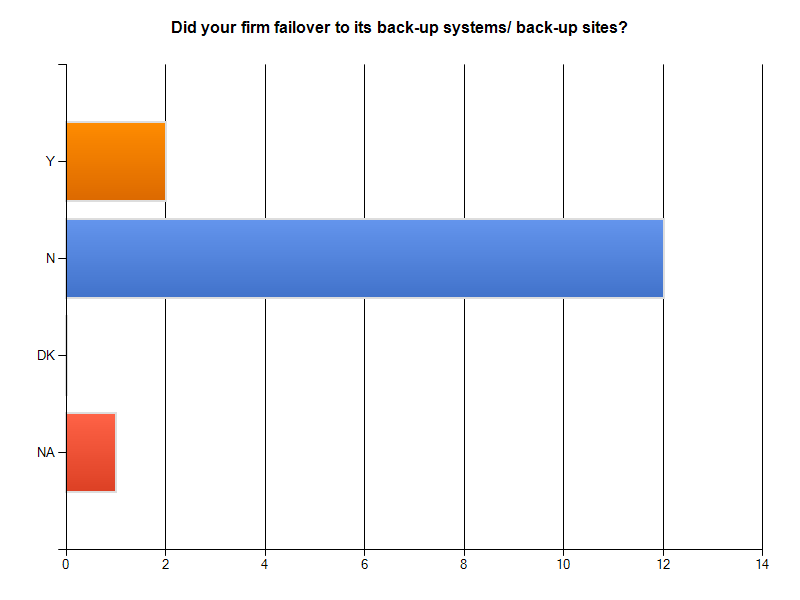 Did your firm failover to its back-up systems/ back-up sites?
Y
N
DK
NA
0 2 4 6 8 10 12 14